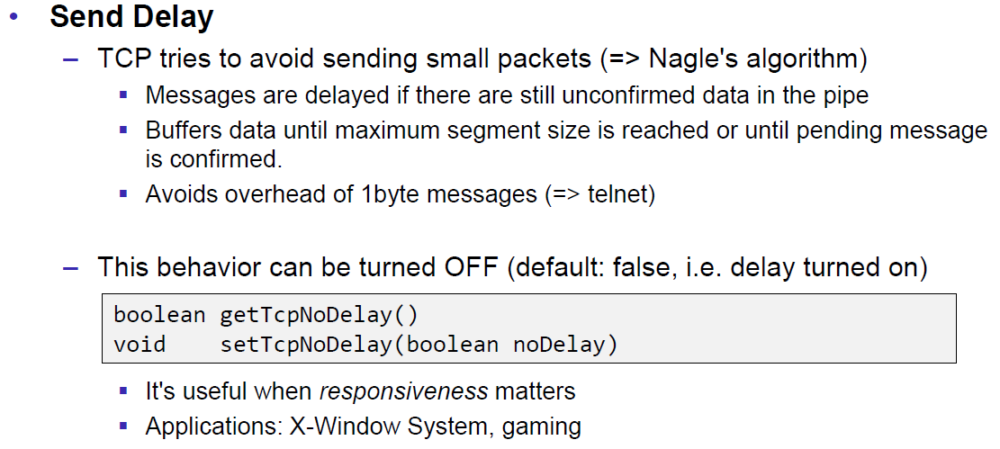 • Send Delay
– TCP tries to avoid sending small packets (=> Nagle's algorithm)
▪ Messages are delayed if there are still unconfirmed data in the pipe
▪ Buffers data until maximum segment size is reached or until pending message
is confirmed.
▪ Avoids overhead of 1byte messages (=> telnet)
– This behavior can be turned OFF (default: false, i.e. delay turned on)
boolean getTcpNoDelay()
void    setTcpNoDelay(boolean noDelay)
▪ It's useful when responsiveness matters
▪ Applications: X-Window System, gaming